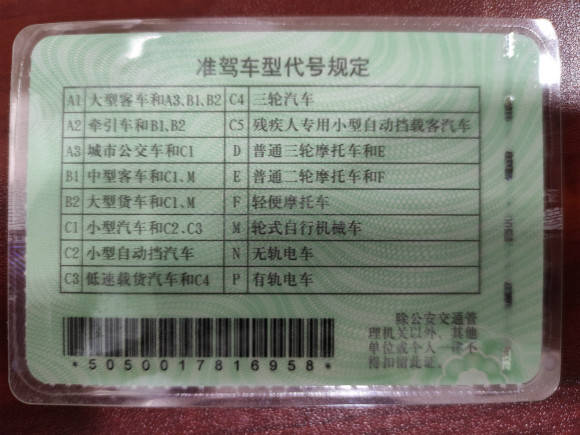 准驾车型代号规定
A1 大型客车和A3、B1、B2 C4 三轮汽车
A2 牵引车和B1、B2 C5 残疾人专用小型自动挡载客汽车
A3 城市公交车和C1 D 普通三轮摩托车和E
B1 中型客车和C1、M E 普通二轮摩托车和F
B2 大型货车和C1、M F 轻便摩托车
C1 小型汽车和C2、C3 M 轮式自行机械车
C2 小型自动挡汽车 N 无轨电车
C3 低速载货汽车和C4 P 有轨电车
除公安交通管
理机关以外，其他
单位或个人一律不
得扣留此证。
*5050017816958*